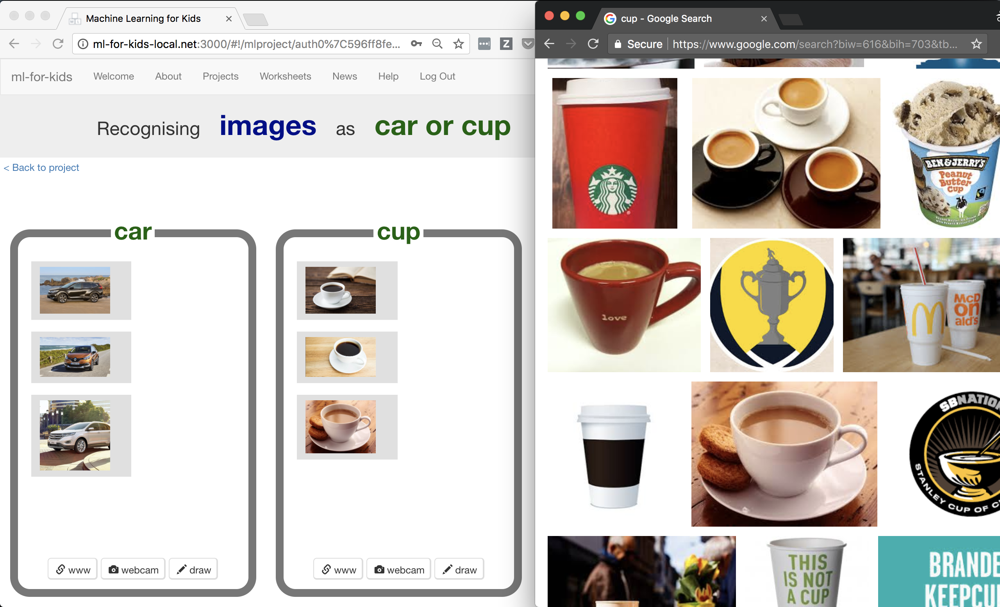 Machine Learning for Kids
ml-for-kids-local.net:3000/#!/mlproject/auth0%7C596ff8fe...
Z
ml-for-kids
Welcome
About
Projects
Worksheets
News
Help
Log Out
Recognising images as car or cup
< Back to project
car
cup
www
webcam
draw
www
webcam
draw
cup - Google Search
Secure
https://www.google.com/search?biw=616&bih=703&tb...
BEN & JERRY'S
Peanut
Butter
Cup
love
McD
on
ald's
SBNATION
STANLEY CUP OF C
THIS
IS NOT
A CUP
BRANDE
KEEPCU